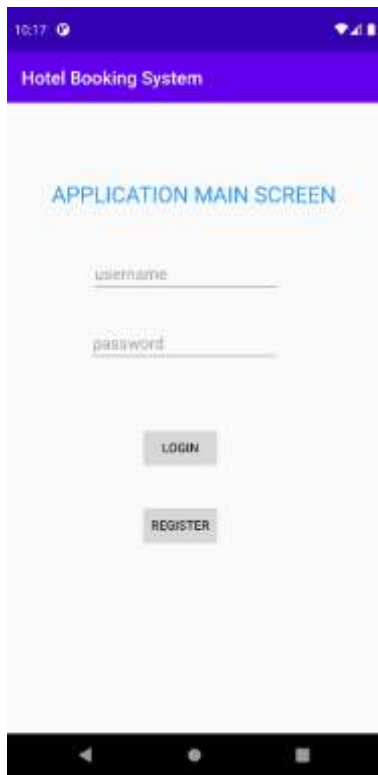 10:17
Hotel Booking System
APPLICATION MAIN SCREEN
username
password
LOGIN
REGISTER